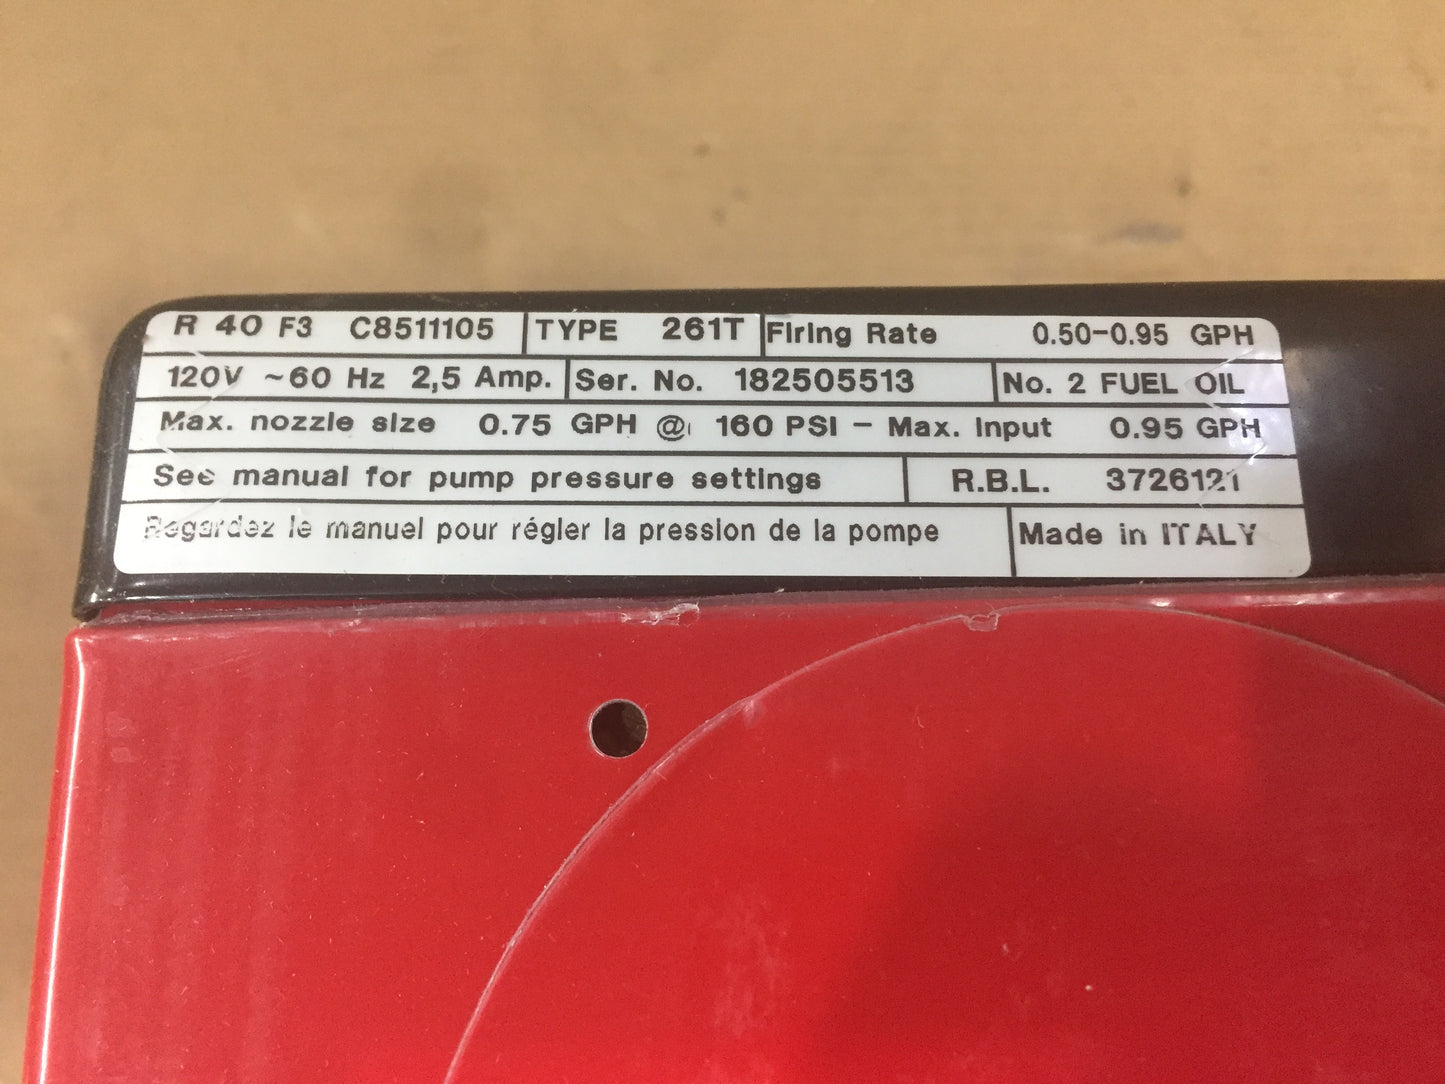 R 40 F3 C8511105 TYPE 261T Firing Rate 0.50-0.95 GPH
120V ~60 Hz 2,5 Amp. Ser. No. 182505513 No. 2 FUEL OIL
Max. nozzle size 0.75 GPH @ 160 PSI - Max. Input 0.95 GPH
See manual for pump pressure settings R.B.L. 3726121
Regardez le manuel pour régler la pression de la pompe Made in ITALY